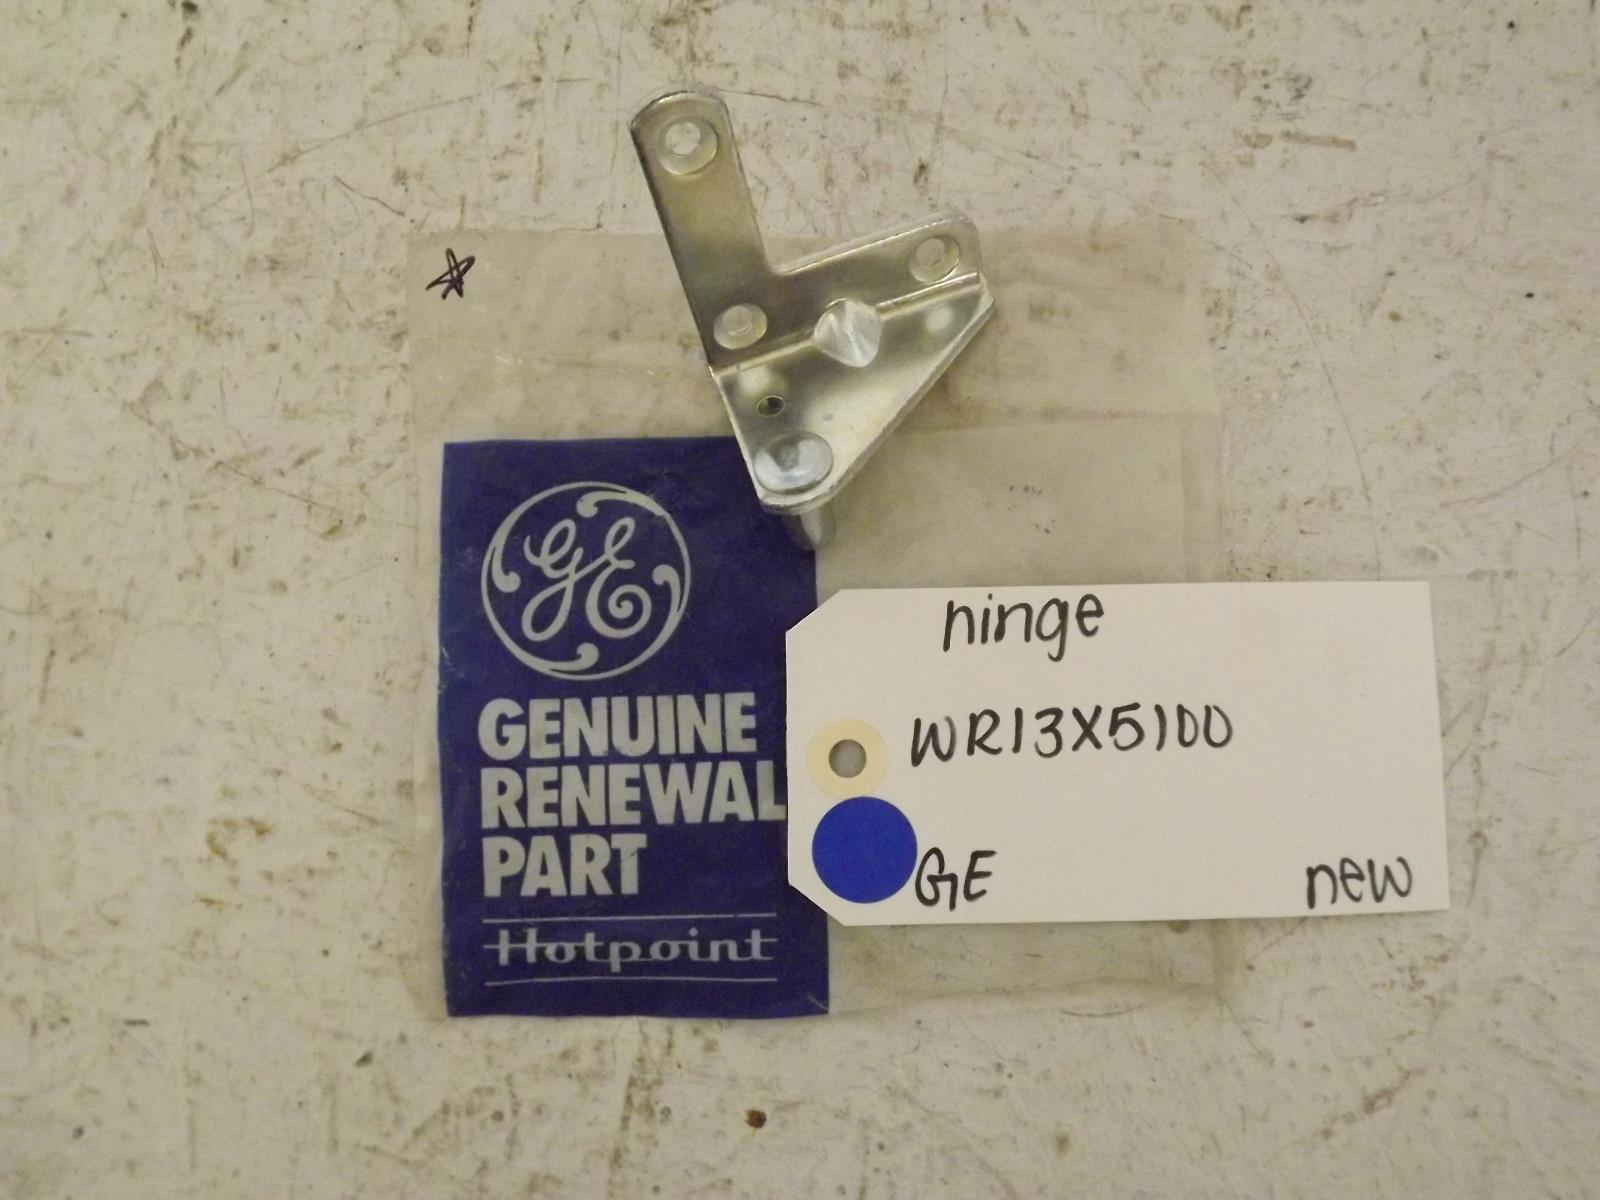 GE
GENUINE
RENEWAL
PART
Hotpoint
hinge
WR13X5100
GE
new